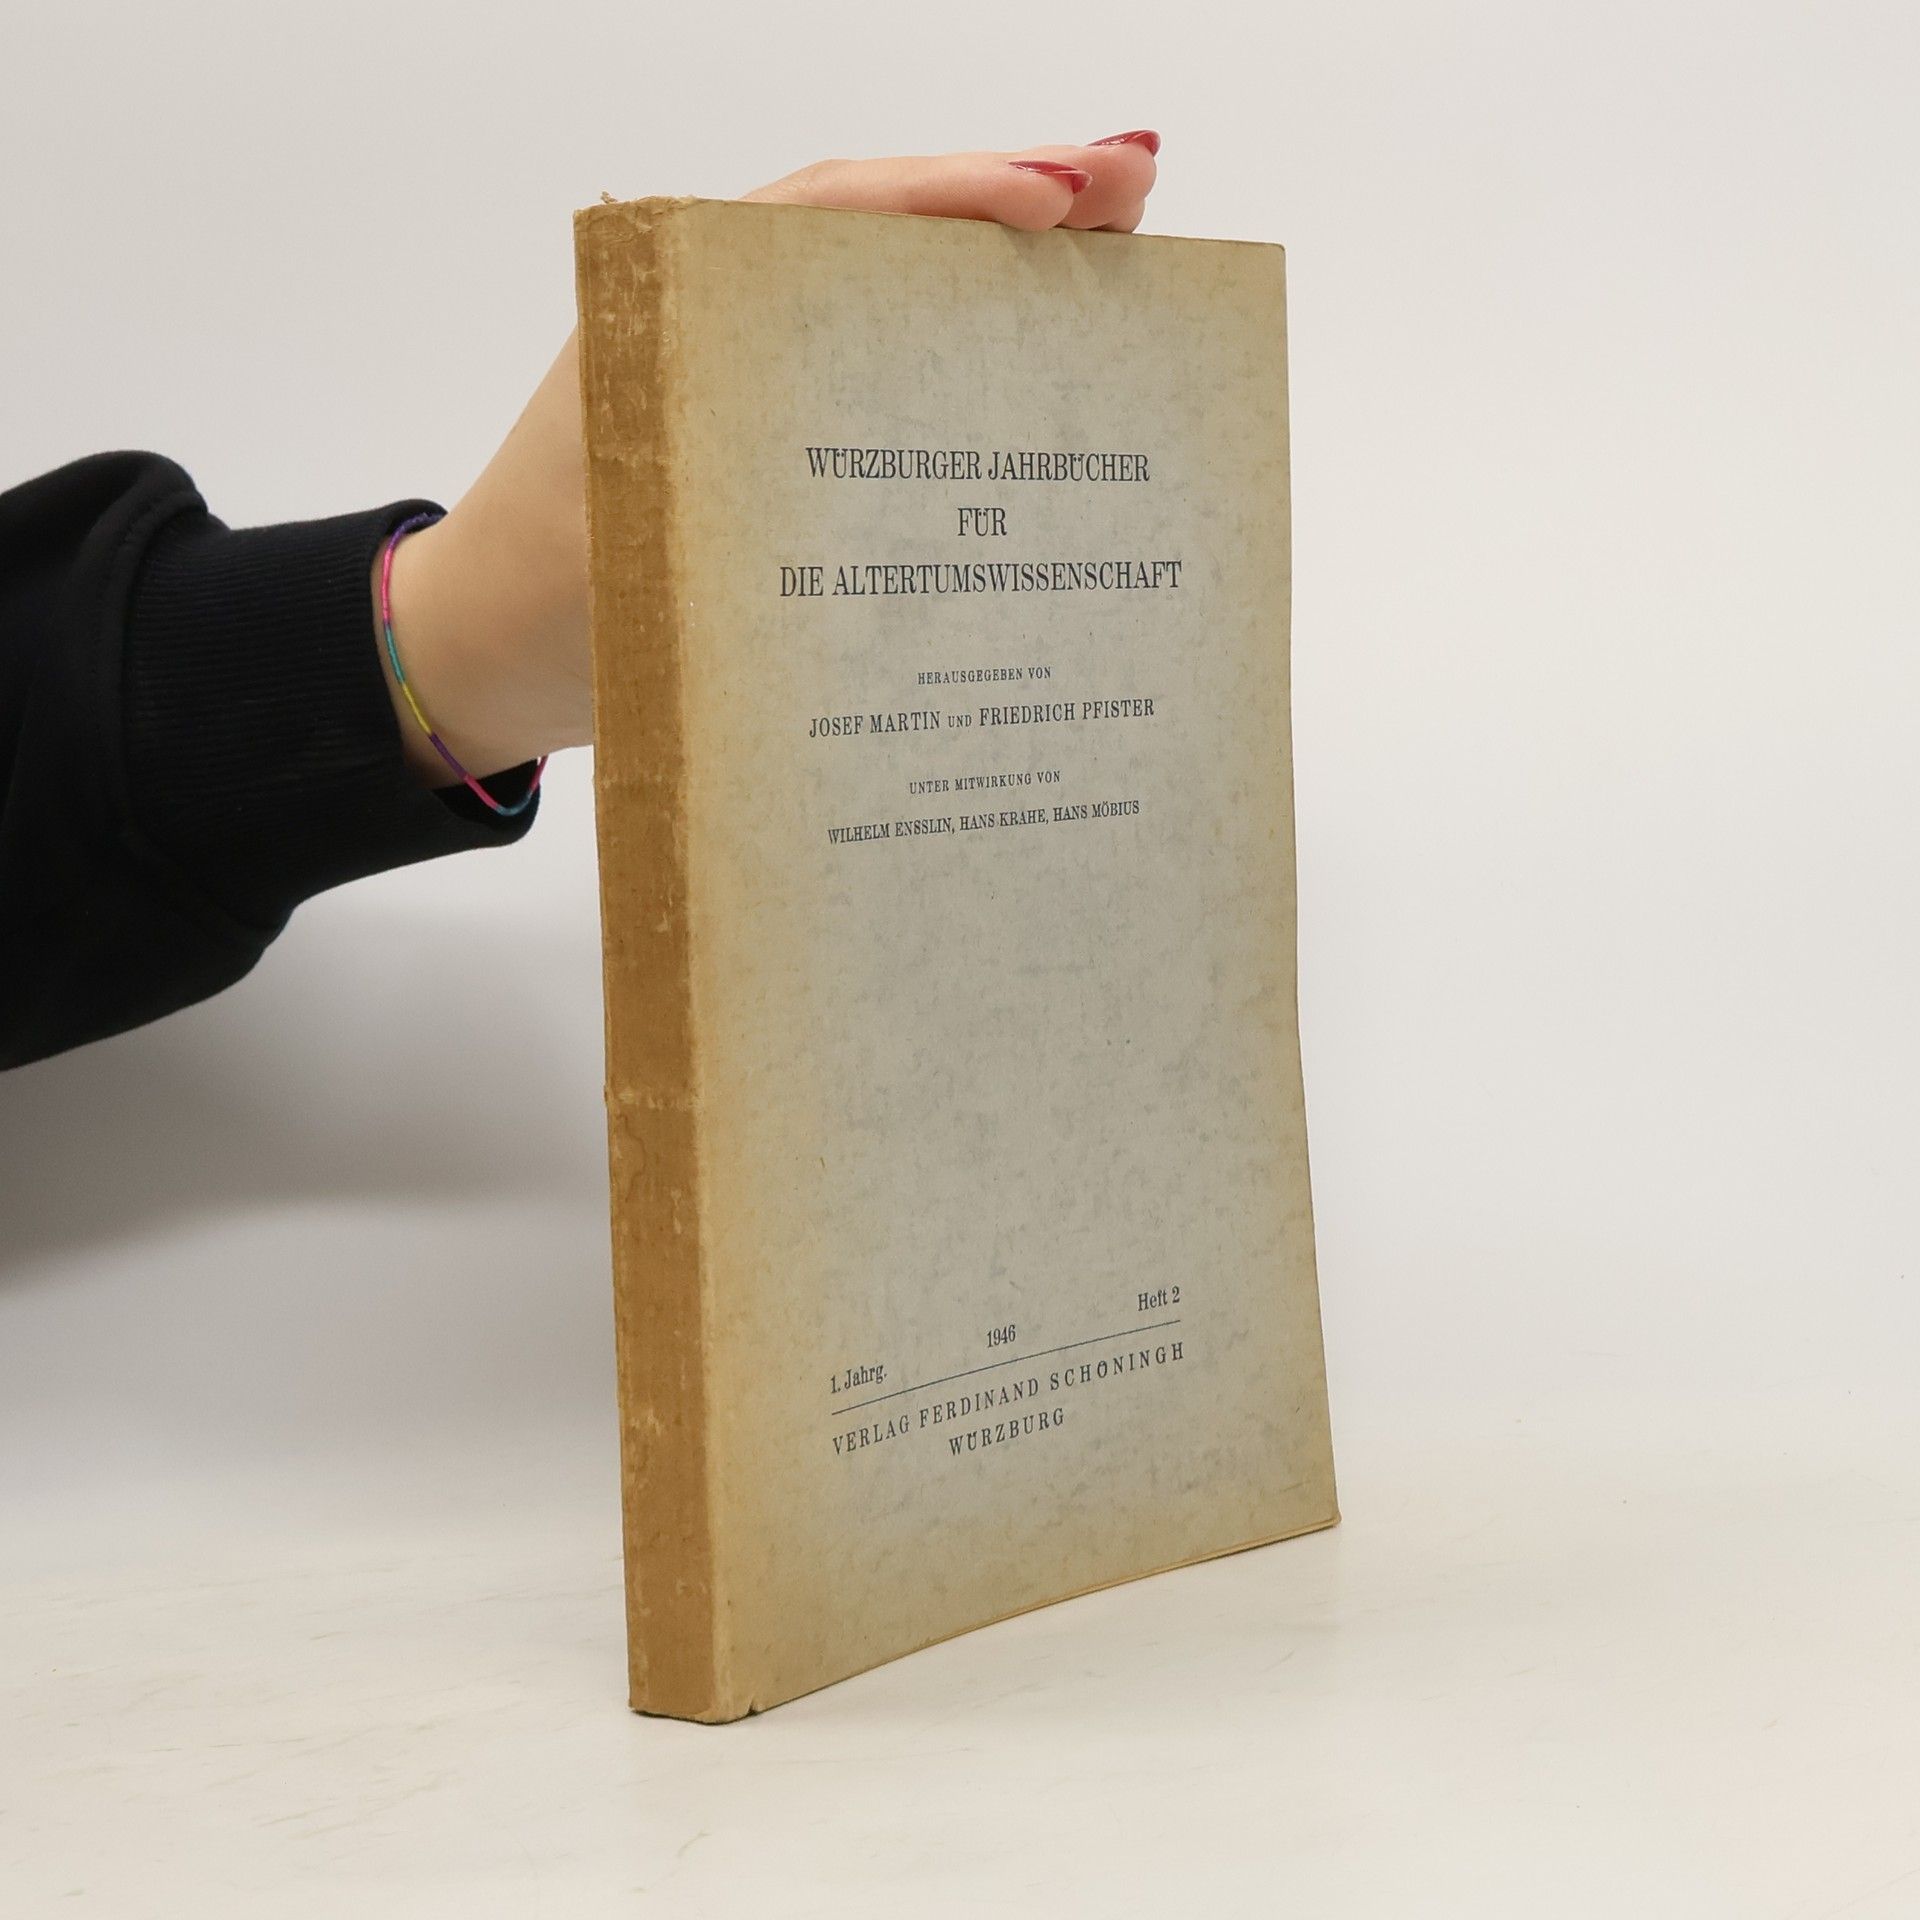 WÜRZBURGER JAHRBÜCHER
FÜR
DIE ALTERTUMSWISSENSCHAFT
HERAUSGEGEBEN VON
JOSEF MARTIN UND FRIEDRICH PFISTER
UNTER MITWIRKUNG VON
WILHELM ENSSLIN, HANS KRAHE, HANS MÖBIUS
1. Jahrg. 1946 Heft 2
VERLAG FERDINAND SCHÖNINGH
WÜRZBURG